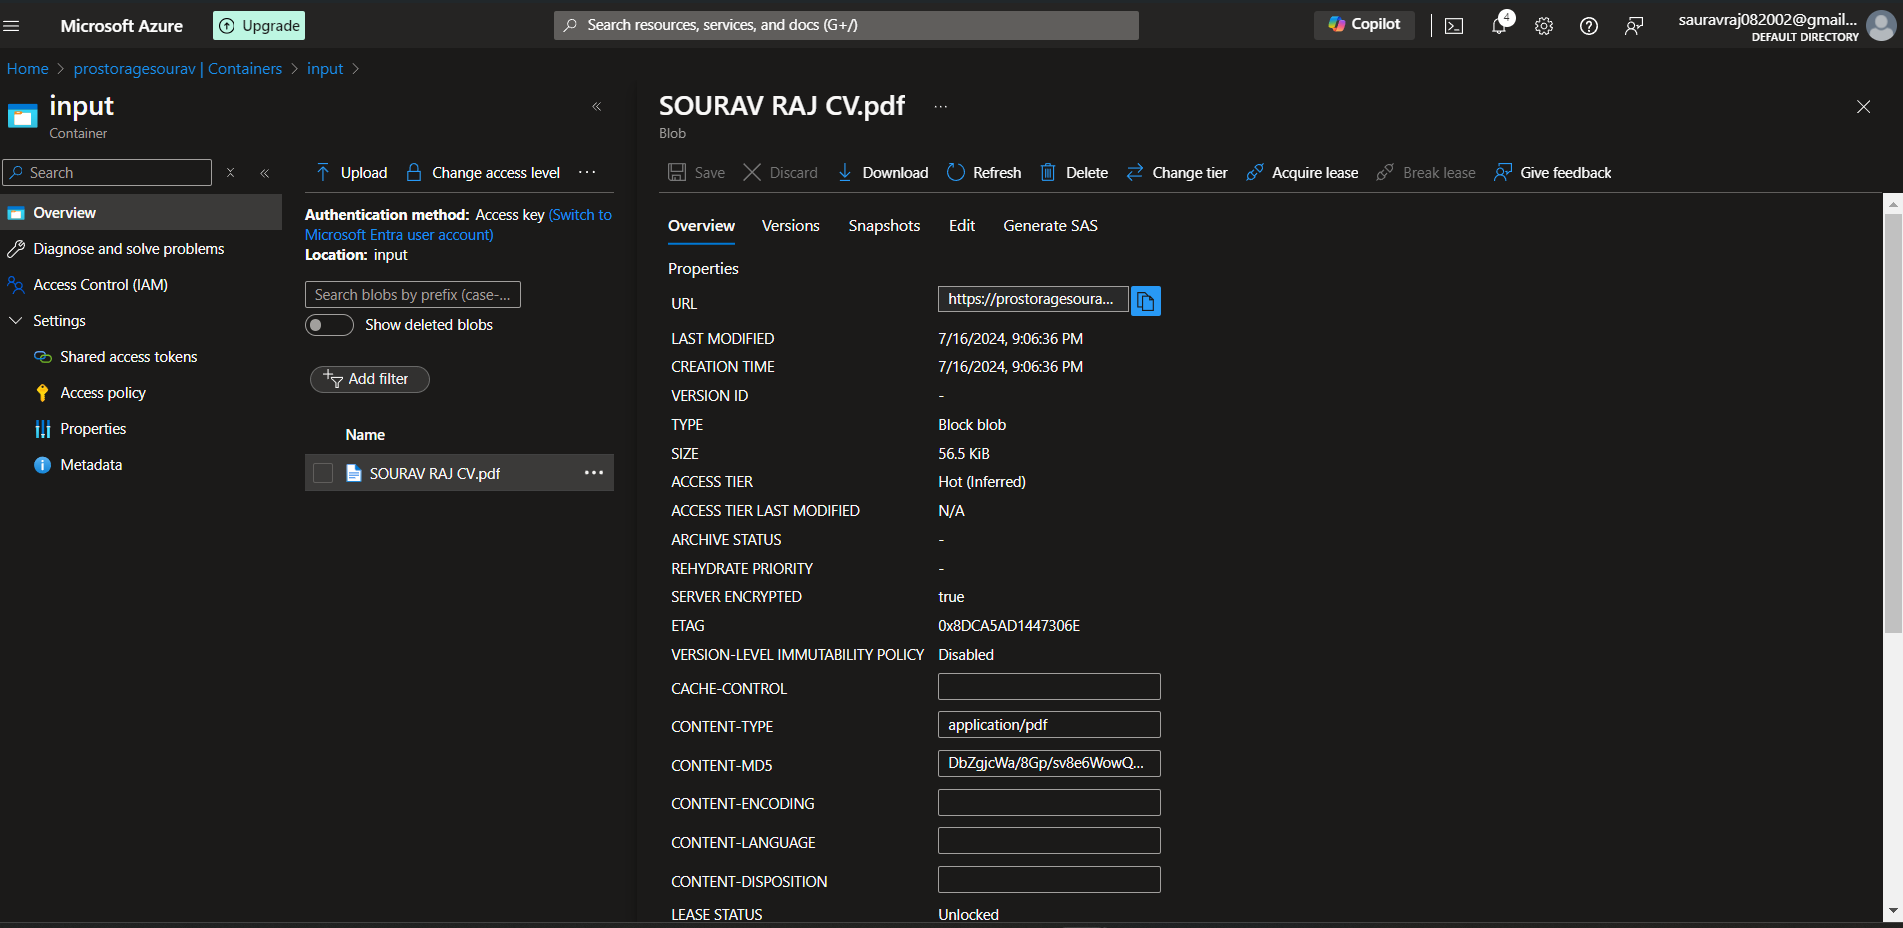 Microsoft Azure
Upgrade
Search resources, services, and docs (G+/)
Copilot
4
sauravraj082002@gmail...
DEFAULT DIRECTORY
Home > prostoragesourav | Containers > input >
input
Container
Search
Overview
Diagnose and solve problems
Access Control (IAM)
Settings
Shared access tokens
Access policy
Properties
Metadata
Upload
Change access level
Authentication method: Access key (Switch to
Microsoft Entra user account)
Location: input
Search blobs by prefix (case-...
Show deleted blobs
Add filter
Name
SOURAV RAJ CV.pdf
SOURAV RAJ CV.pdf
Blob
Save
Discard
Download
Refresh
Delete
Change tier
Acquire lease
Break lease
Give feedback
Overview
Versions
Snapshots
Edit
Generate SAS
Properties
URL https://prostoragesoura...
LAST MODIFIED 7/16/2024, 9:06:36 PM
CREATION TIME 7/16/2024, 9:06:36 PM
VERSION ID -
TYPE Block blob
SIZE 56.5 KiB
ACCESS TIER Hot (Inferred)
ACCESS TIER LAST MODIFIED N/A
ARCHIVE STATUS -
REHYDRATE PRIORITY -
SERVER ENCRYPTED true
ETAG 0x8DCA5AD1447306E
VERSION-LEVEL IMMUTABILITY POLICY Disabled
CACHE-CONTROL
CONTENT-TYPE application/pdf
CONTENT-MD5 DbZgjcWa/8Gp/sv8e6WowQ...
CONTENT-ENCODING
CONTENT-LANGUAGE
CONTENT-DISPOSITION
LEASE STATUS Unlocked